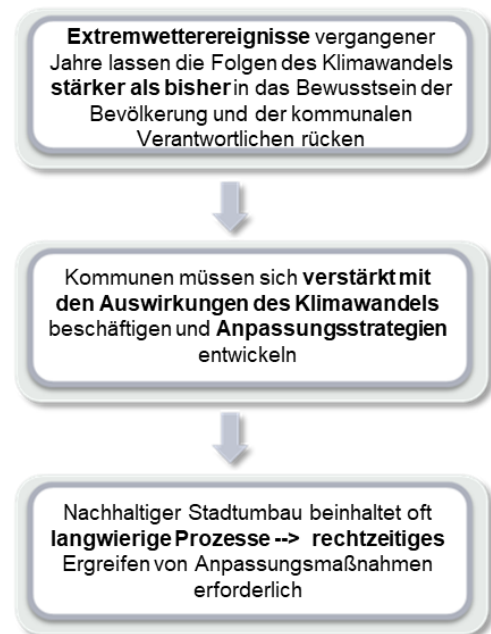 Extremwetterereignisse vergangener
Jahre lassen die Folgen des Klimawandels
stärker als bisher in das Bewusstsein der
Bevölkerung und der kommunalen
Verantwortlichen rücken
Kommunen müssen sich verstärkt mit
den Auswirkungen des Klimawandels
beschäftigen und Anpassungsstrategien
entwickeln
Nachhaltiger Stadtumbau beinhaltet oft
langwierige Prozesse --> rechtzeitiges
Ergreifen von Anpassungsmaßnahmen
erforderlich